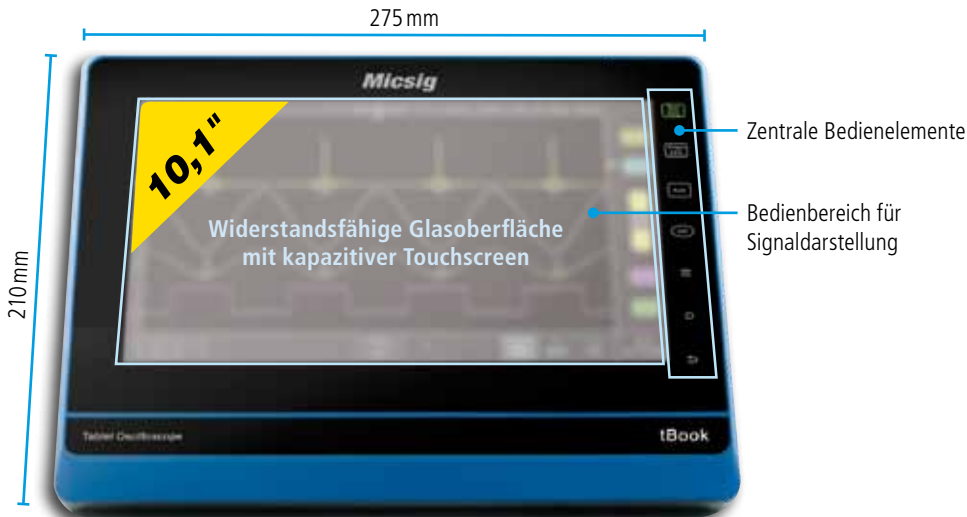 275 mm
Micsig
10,1"
Zentrale Bedienelemente
Widerstandsfähige Glasoberfläche
mit kapazitiver Touchscreen
Bedienbereich für
Signaldarstellung
210 mm
Tablet Oscilloscope
tBook